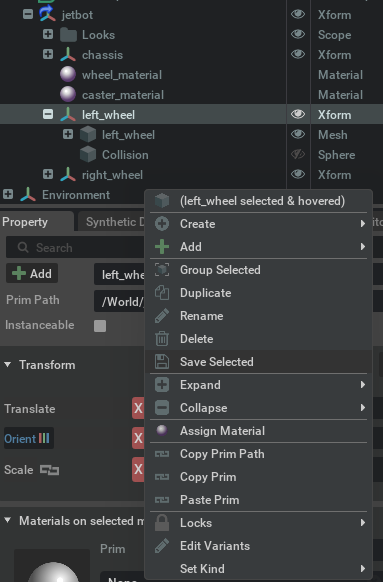 jetbot Xform
Looks Scope
chassis Xform
wheel_material Material
caster_material Material
left_wheel Xform
left_wheel Mesh
Collision Sphere
right_wheel Xform
Environment
(left_wheel selected & hovered)
Property Synthetic D
Create
Search
Add
Add left_whe
Group Selected
Duplicate
Prim Path /World/
Rename
Instanceable
Delete
Save Selected
Transform
Expand
Translate X
Collapse
Assign Material
Orient X
Copy Prim Path
Scale X
Copy Prim
Paste Prim
Materials on selected m
Locks
Prim
Edit Variants
Set Kind